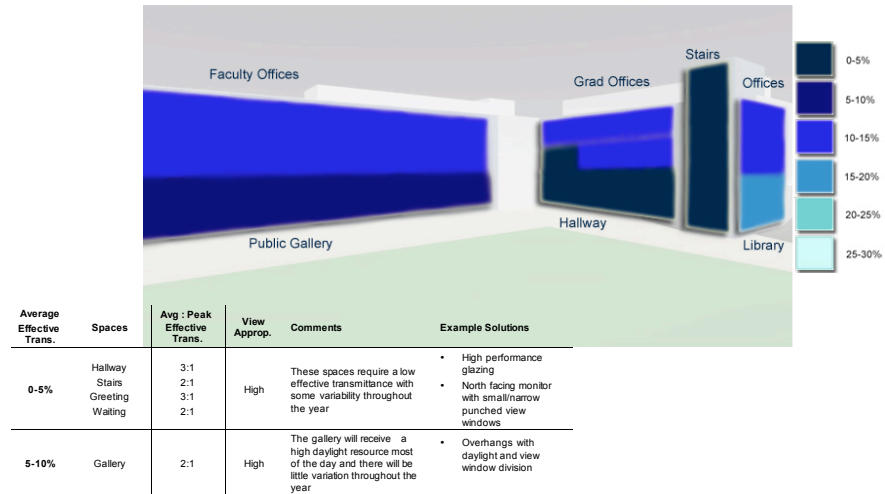 Stairs
Faculty Offices
Grad Offices
Offices
Public Gallery
Hallway
Library
0-5%
5-10%
10-15%
15-20%
20-25%
25-30%
Average
Effective
Trans.
Spaces
Avg : Peak
Effective
Trans.
View
Approp.
Comments
Example Solutions
0-5%
Hallway
Stairs
Greeting
Waiting
3:1
2:1
3:1
2:1
High
These spaces require a low
effective transmittance with
some variability throughout
the year
• High performance
glazing
• North facing monitor
with small/narrow
punched view
windows
5-10%
Gallery
2:1
High
The gallery will receive a
high daylight resource most
of the day and there will be
little variation throughout the
year
• Overhangs with
daylight and view
window division